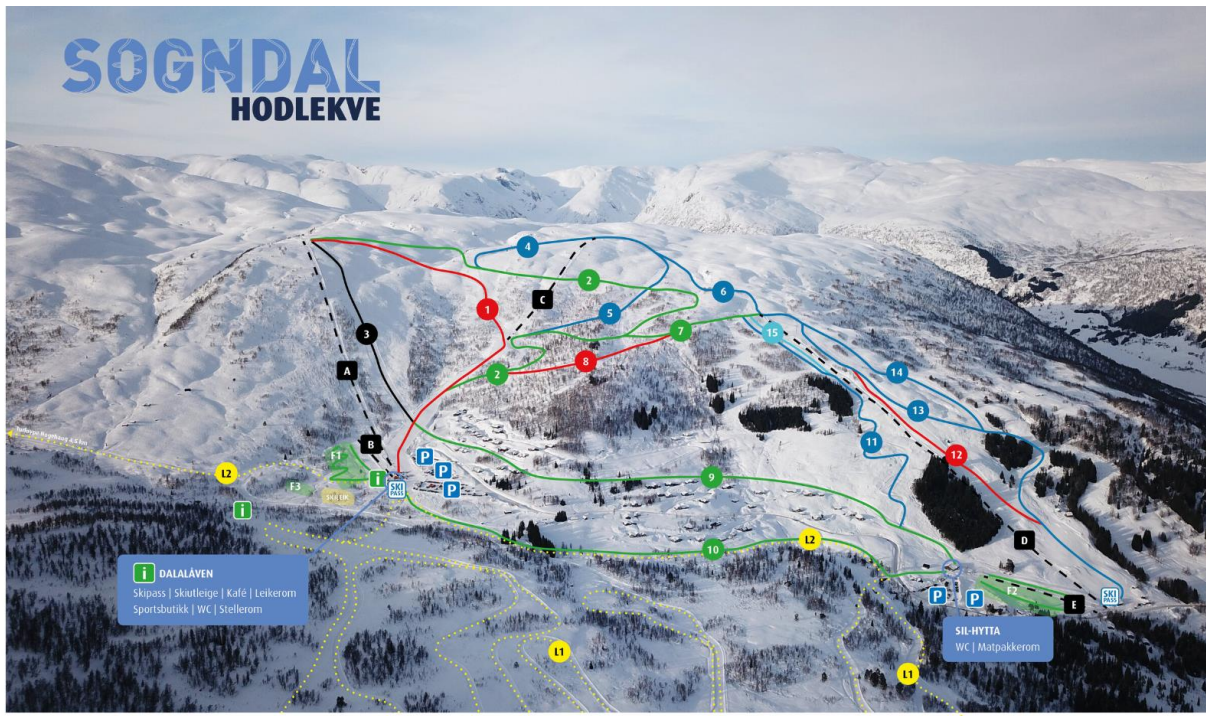 SOGNDAL
HODLEKVE
4
2
6
C
1
5
7
15
3
8
2
A
14
13
11
B
12
F1
P
P
P
L2
i
SKI PASS
9
F3
SKILEIK
i
10
L2
D
i DALALÅVEN
Skipass | Skiutleige | Kafé | Leikerom
Sportsbutikk | WC | Stellerom
P
P
F2
E
SKI PASS
SIL-HYTTA
WC | Matpakkerom
L1
L1